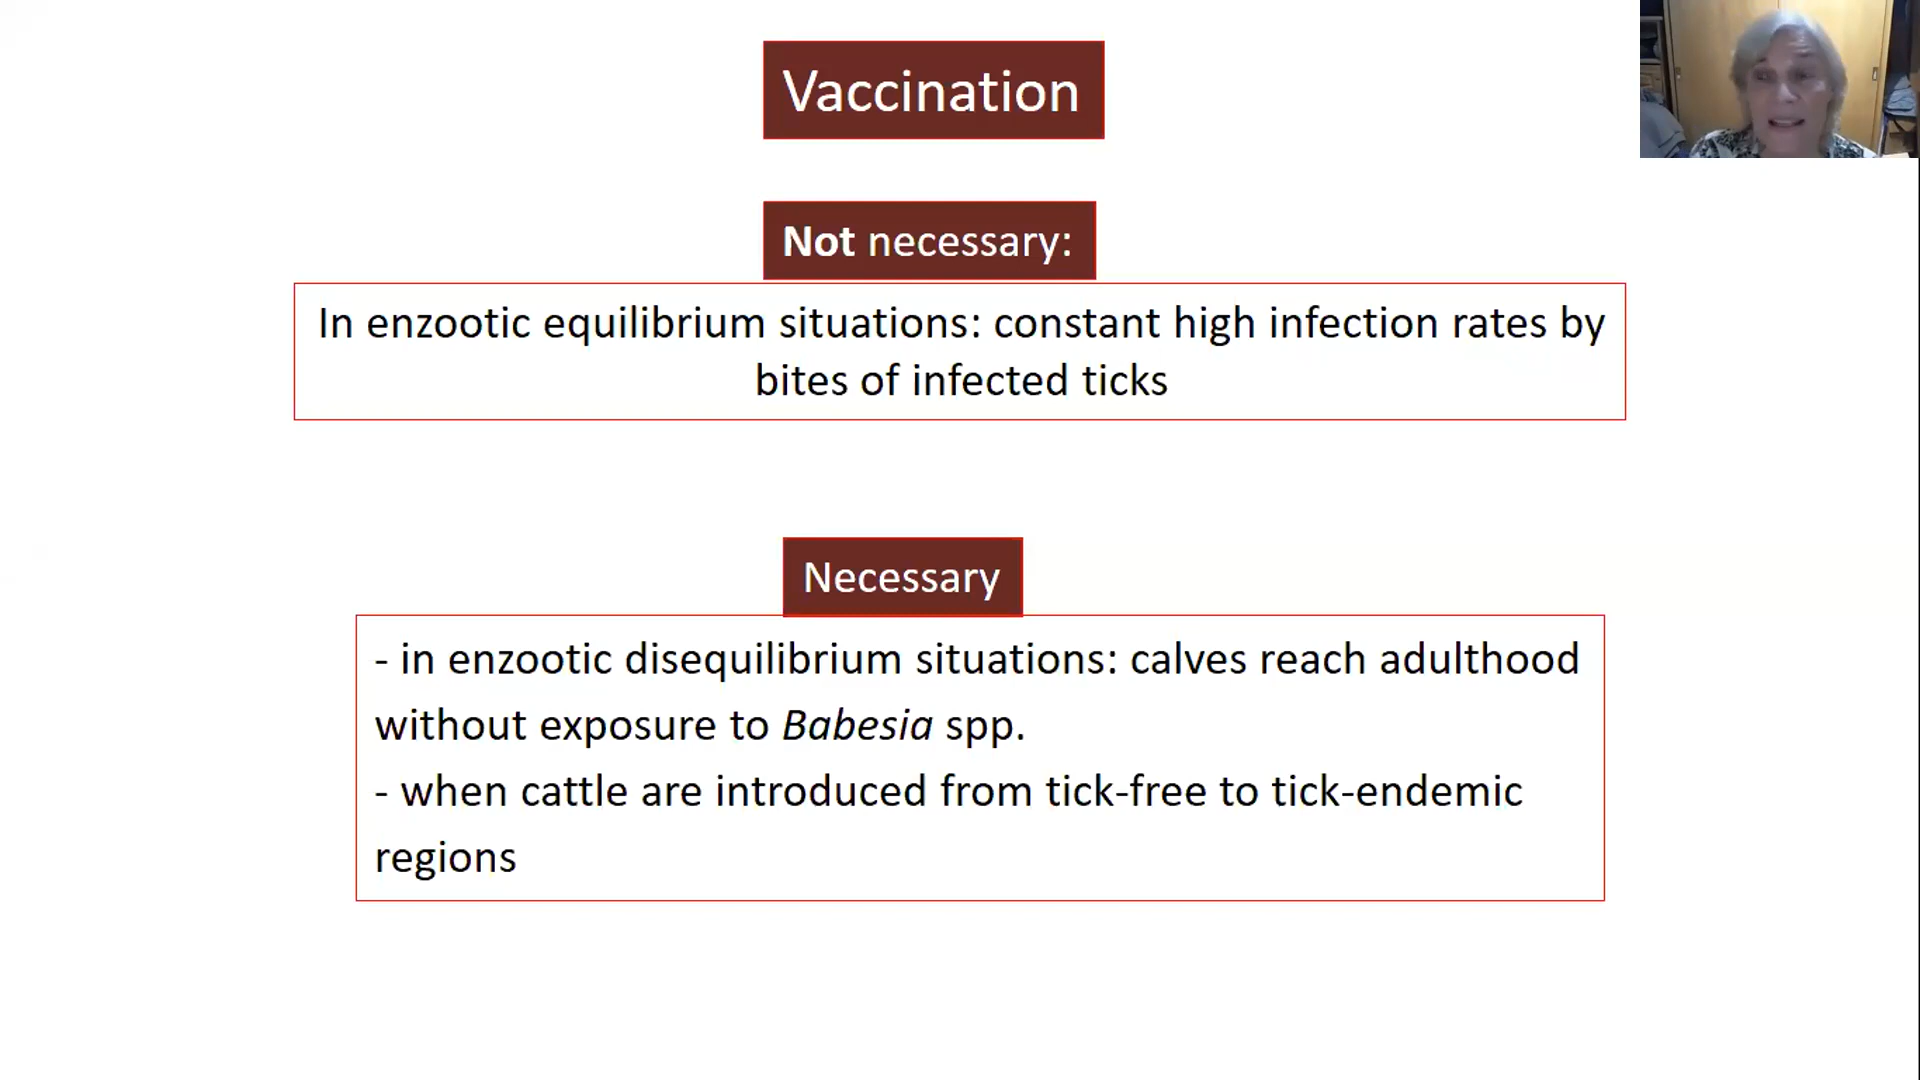 Vaccination
Not necessary:
In enzootic equilibrium situations: constant high infection rates by
bites of infected ticks
Necessary
- in enzootic disequilibrium situations: calves reach adulthood
without exposure to Babesia spp.
- when cattle are introduced from tick-free to tick-endemic
regions